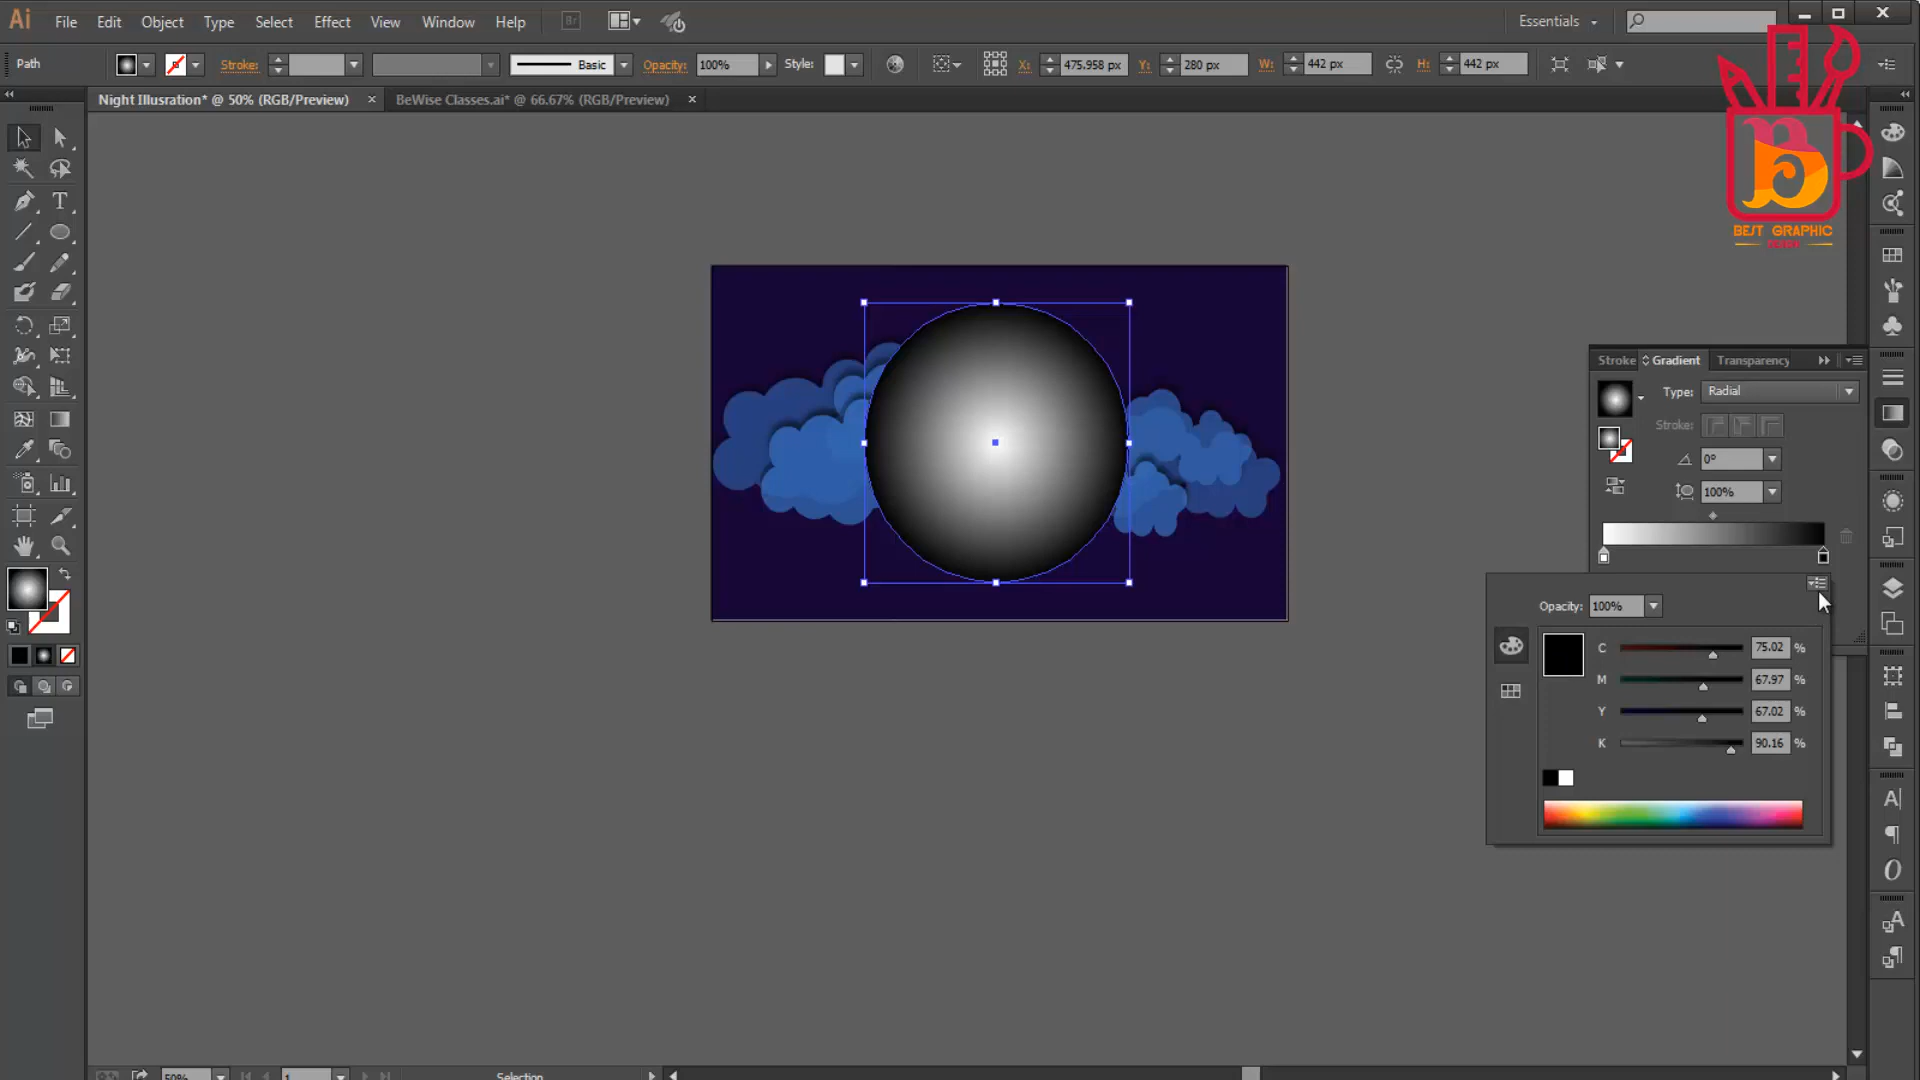 Ai File Edit Object Type Select Effect View Window Help Br Essentials
Path Stroke: Basic Opacity: 100% Style: X: 475.958 px Y: 280 px W: 442 px H: 442 px
Night Illusration* @ 50% (RGB/Preview) × BeWise Classes.ai* @ 66.67% (RGB/Preview) ×
BEST GRAPHIC
Stroke Gradient Transparency
Type: Radial
Stroke:
0°
100%
Opacity: 100%
C 75.02 %
M 67.97 %
Y 67.02 %
K 90.16 %
50% 1 Selection